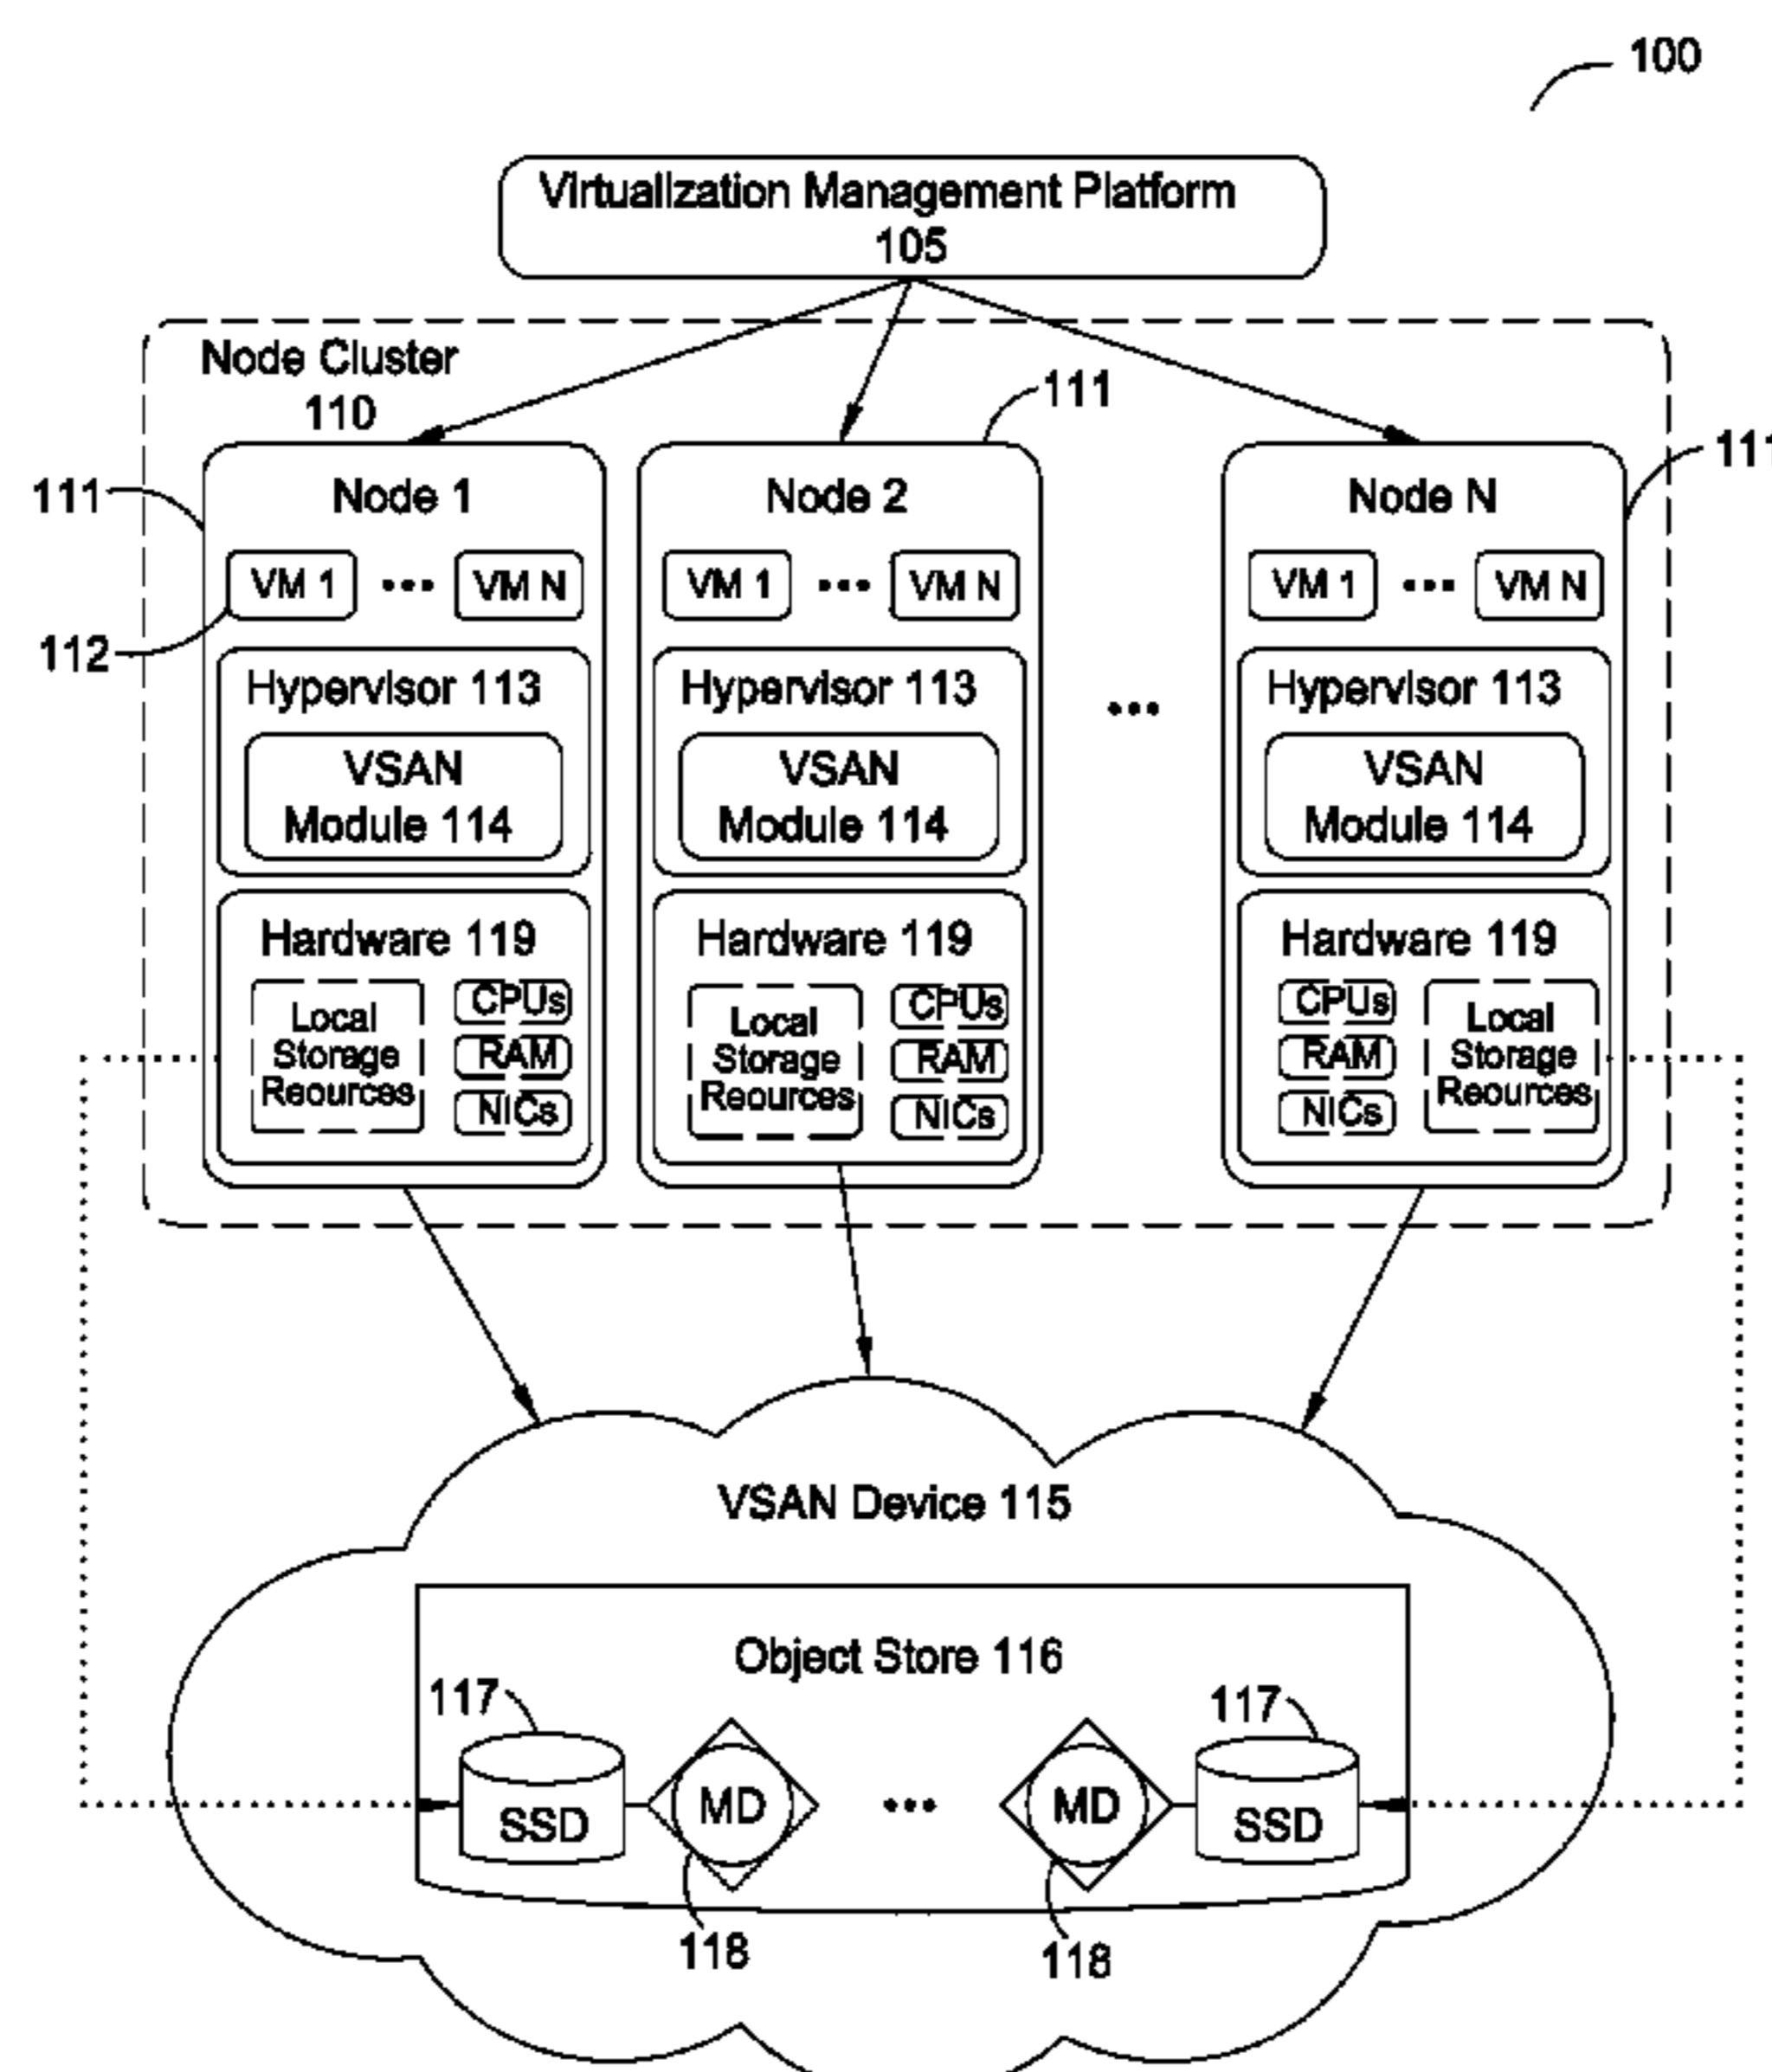 100
Virtualization Management Platform
105
Node Cluster
110
111
111
111
Node 1
Node 2
Node N
VM 1 ••• VM N
VM 1 ••• VM N
VM 1 ••• VM N
112
Hypervisor 113
Hypervisor 113
Hypervisor 113
•••
VSAN
Module 114
VSAN
Module 114
VSAN
Module 114
Hardware 119
Local
Storage
Reources
CPUs
RAM
NICs
Hardware 119
Local
Storage
Reources
CPUs
RAM
NICs
Hardware 119
CPUs
RAM
NICs
Local
Storage
Reources
VSAN Device 115
Object Store 116
117
117
SSD
MD
•••
MD
SSD
118
118